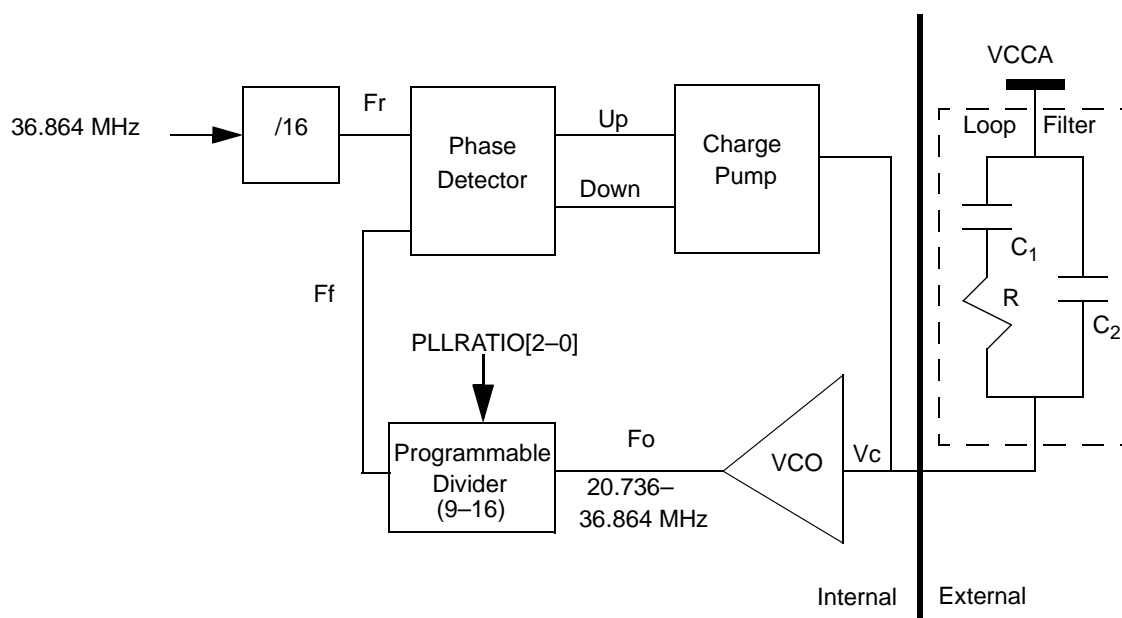 VCCA
36.864 MHz
/16
Fr
Phase
Detector
Up
Down
Charge
Pump
Loop Filter
C1
R
C2
Ff
PLLRATIO[2–0]
Programmable
Divider
(9–16)
Fo
20.736–
36.864 MHz
VCO
Vc
Internal
External